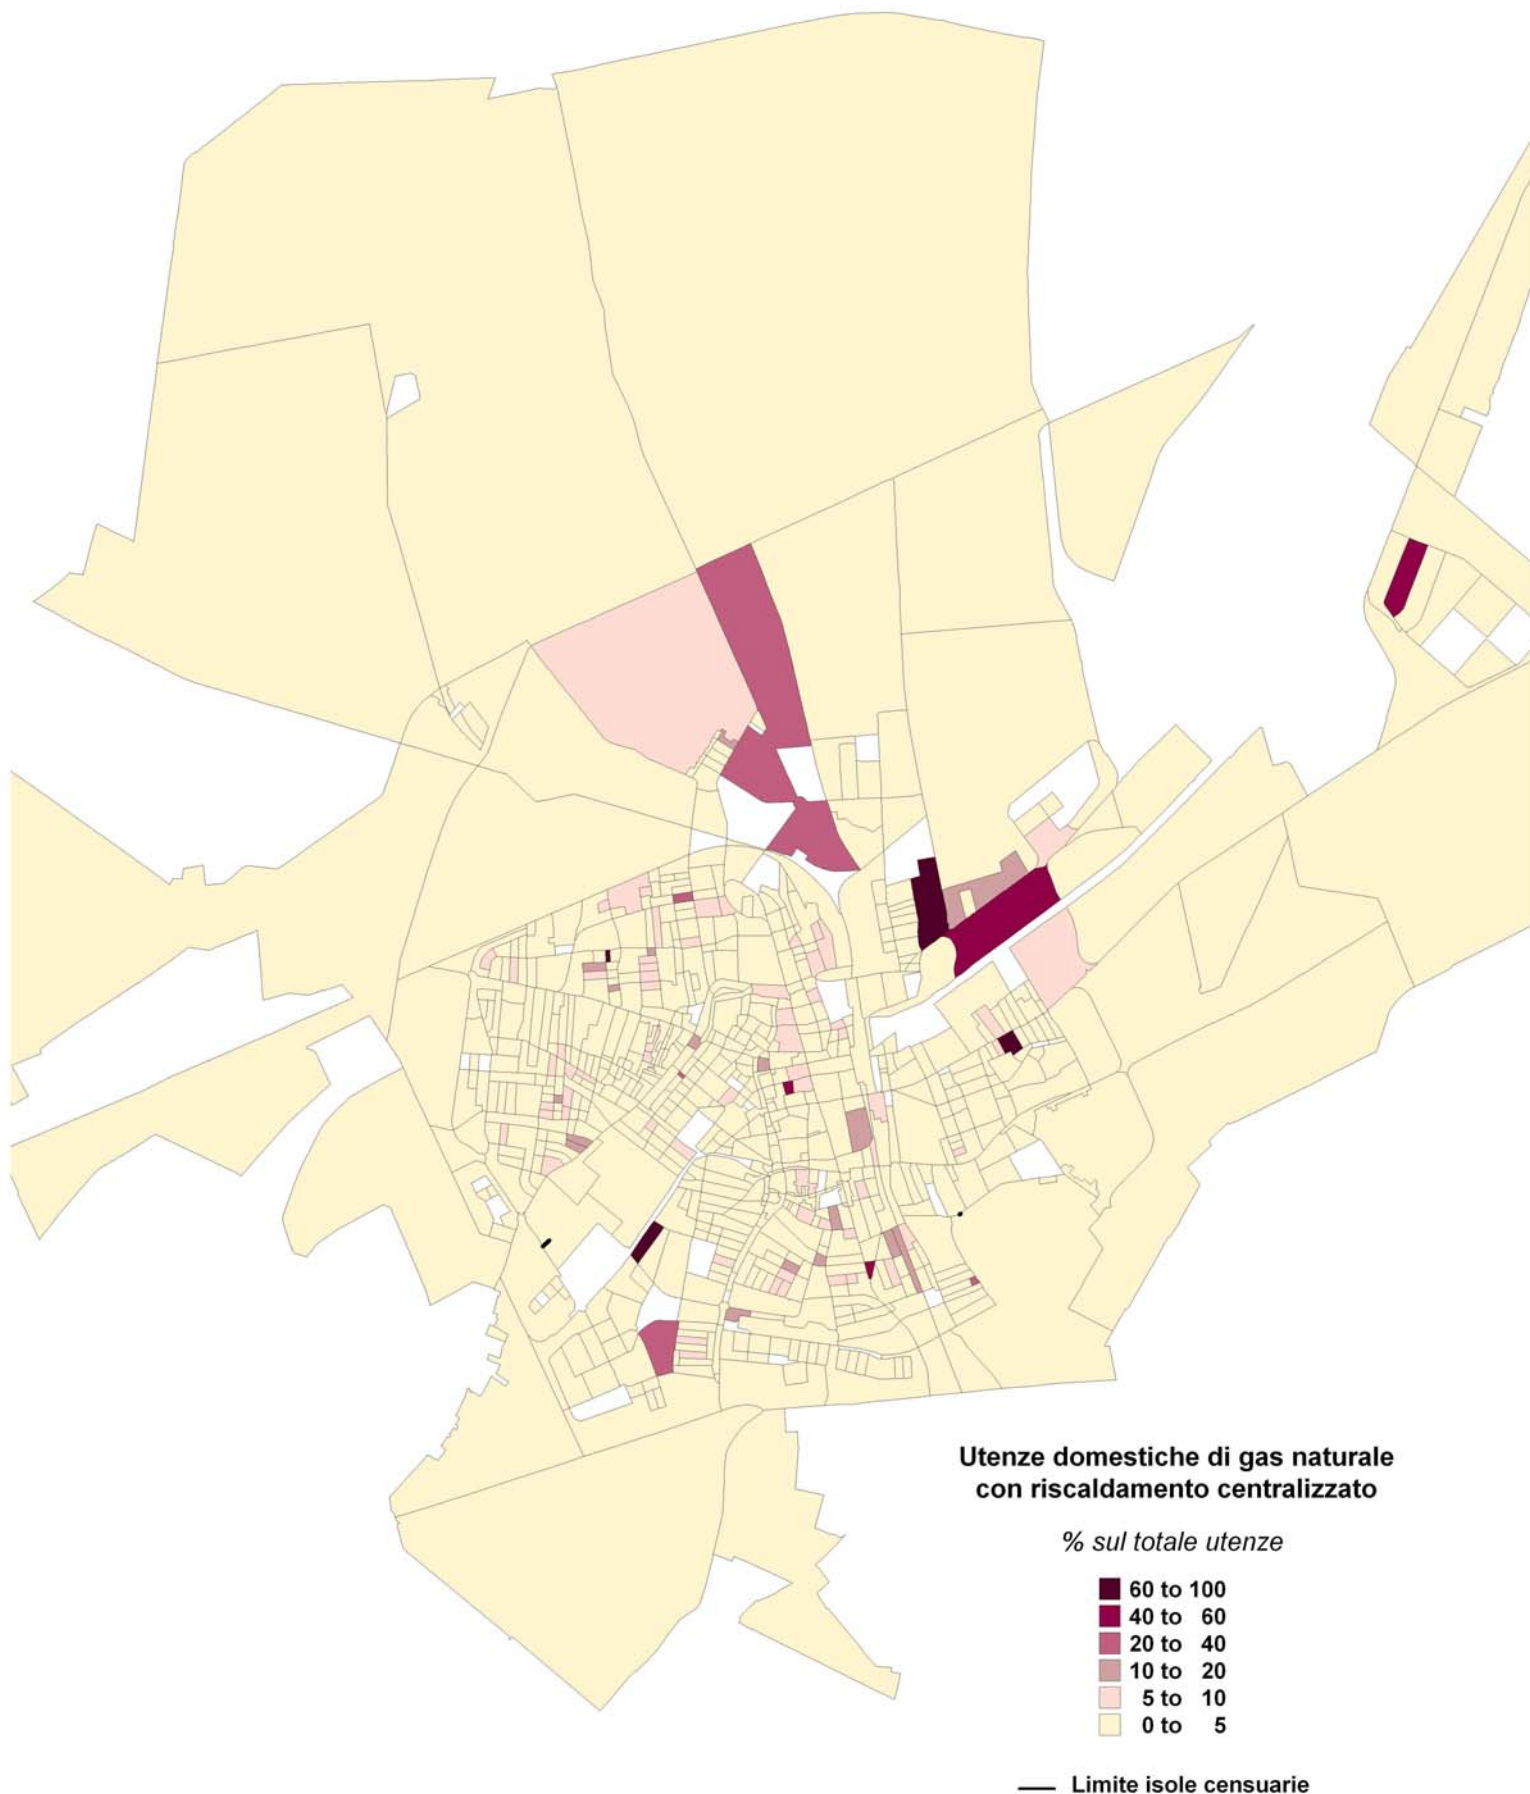 Utenze domestiche di gas naturale
con riscaldamento centralizzato
% sul totale utenze
60 to 100
40 to 60
20 to 40
10 to 20
5 to 10
0 to 5
Limite isole censuarie